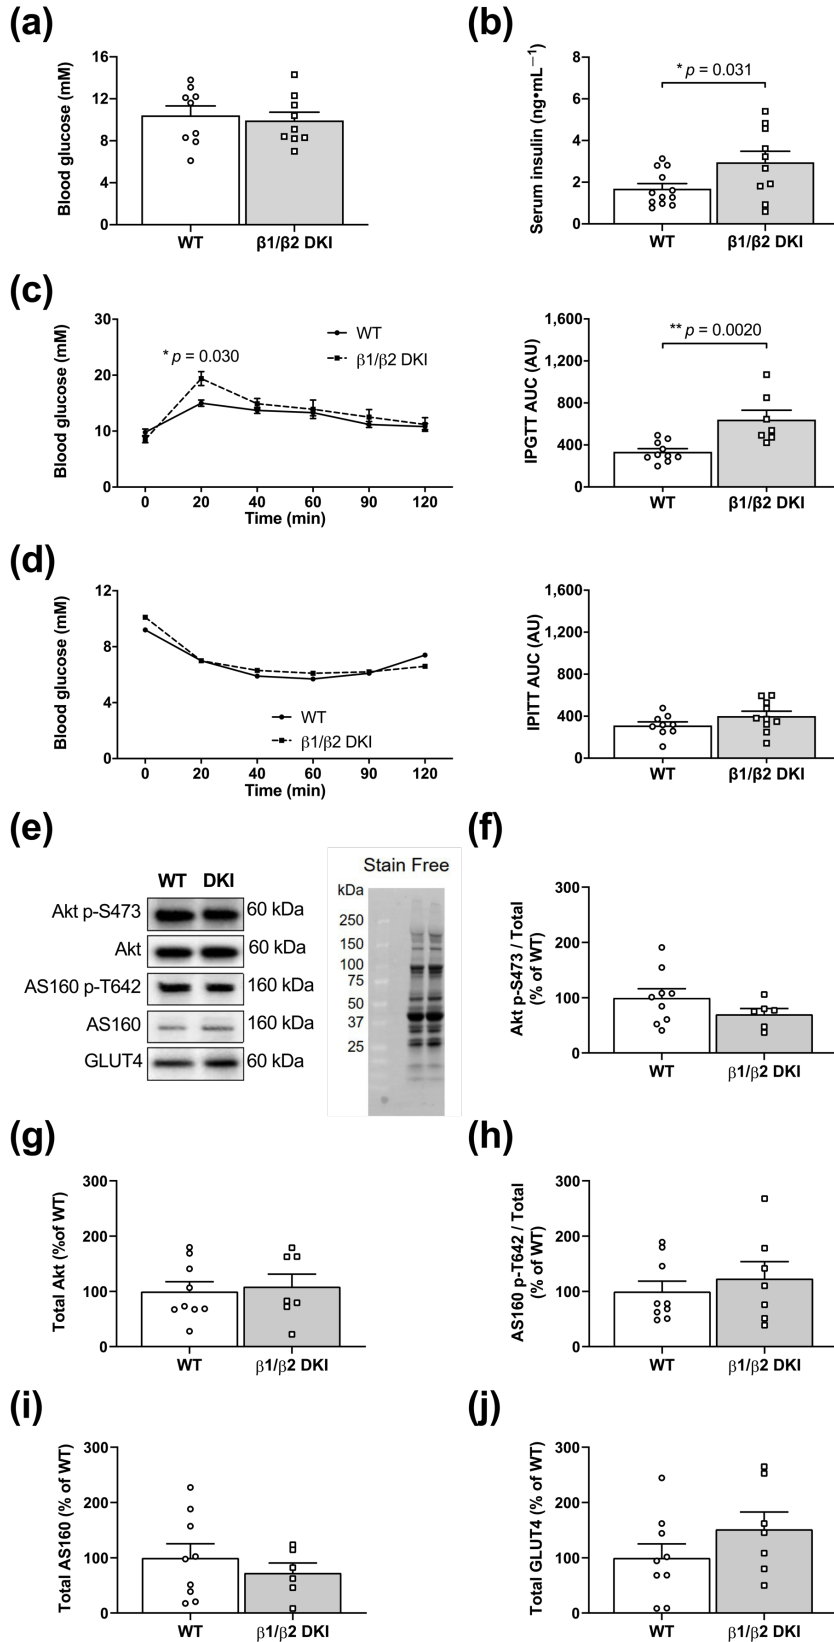 (a)
Blood glucose (mM)
16
12
8
4
0
WT
β1/β2 DKI
(b)
Serum insulin (ng•mL⁻¹)
8
6
4
2
0
* p = 0.031
WT
β1/β2 DKI
(c)
Blood glucose (mM)
30
20
10
0
* p = 0.030
WT
β1/β2 DKI
0 20 40 60 90 120
Time (min)
IPGTT AUC (AU)
1,600
1,200
800
400
0
** p = 0.0020
WT
β1/β2 DKI
(d)
Blood glucose (mM)
12
8
4
0
WT
β1/β2 DKI
0 20 40 60 90 120
Time (min)
IPITT AUC (AU)
1,600
1,200
800
400
0
WT
β1/β2 DKI
(e)
WT DKI
Akt p-S473 60 kDa
Akt 60 kDa
AS160 p-T642 160 kDa
AS160 160 kDa
GLUT4 60 kDa
Stain Free
kDa
250
150
100
75
50
37
25
(f)
Akt p-S473 / Total
(% of WT)
300
200
100
0
WT
β1/β2 DKI
(g)
Total Akt (%of WT)
300
200
100
0
WT
β1/β2 DKI
(h)
AS160 p-T642 / Total
(% of WT)
300
200
100
0
WT
β1/β2 DKI
(i)
Total AS160 (% of WT)
300
200
100
0
WT
β1/β2 DKI
(j)
Total GLUT4 (% of WT)
300
200
100
0
WT
β1/β2 DKI